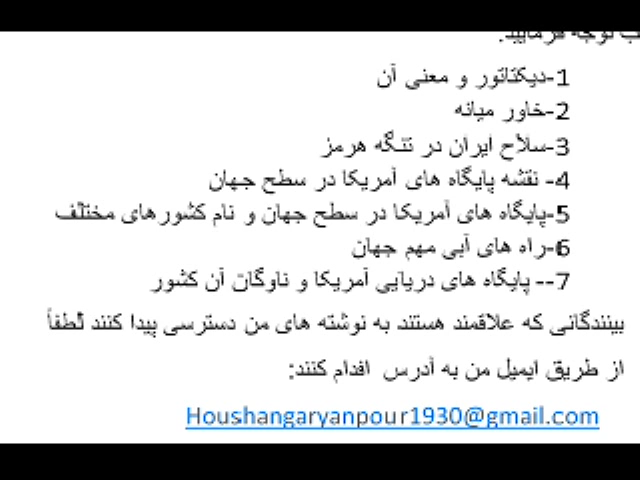 توجه فرمایید.
1-دیکتاتور و معنی آن
2-خاور میانه
3-سلاح ایران در تنگه هرمز
4- نقشه پایگاه های آمریکا در سطح جهان
5-پایگاه های آمریکا در سطح جهان و نام کشورهای مختلف
6-راه های آبی مهم جهان
7-- پایگاه های دریایی آمریکا و ناوگان آن کشور
بینندگانی که علاقمند هستند به نوشته های من دسترسی پیدا کنند لطفاً
از طریق ایمیل من به آدرس اقدام کنند:
Houshangaryanpour1930@gmail.com